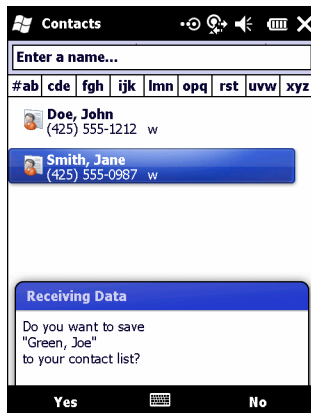 Contacts
Enter a name...
#ab cde fgh ijk lmn opq rst uvw xyz
Doe, John
(425) 555-1212 w
Smith, Jane
(425) 555-0987 w
Receiving Data
Do you want to save
"Green, Joe"
to your contact list?
Yes No